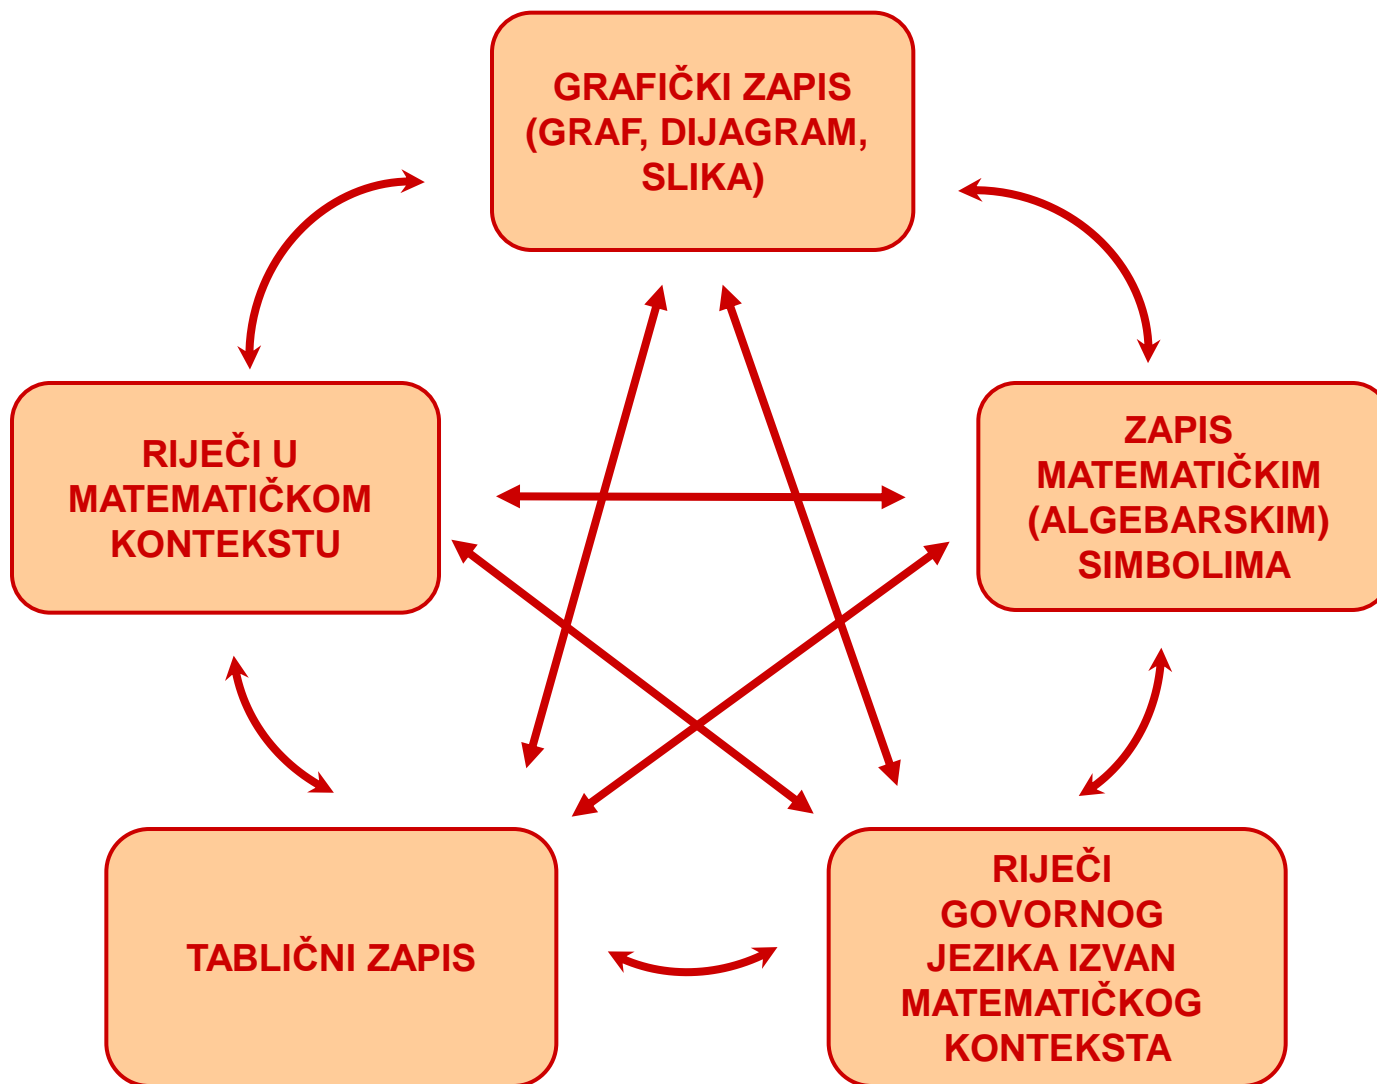 GRAFIČKI ZAPIS
(GRAF, DIJAGRAM,
SLIKA)
RIJEČI U
MATEMATIČKOM
KONTEKSTU
ZAPIS
MATEMATIČKIM
(ALGEBARSKIM)
SIMBOLIMA
TABLIČNI ZAPIS
RIJEČI
GOVORNOG
JEZIKA IZVAN
MATEMATIČKOG
KONTEKSTA